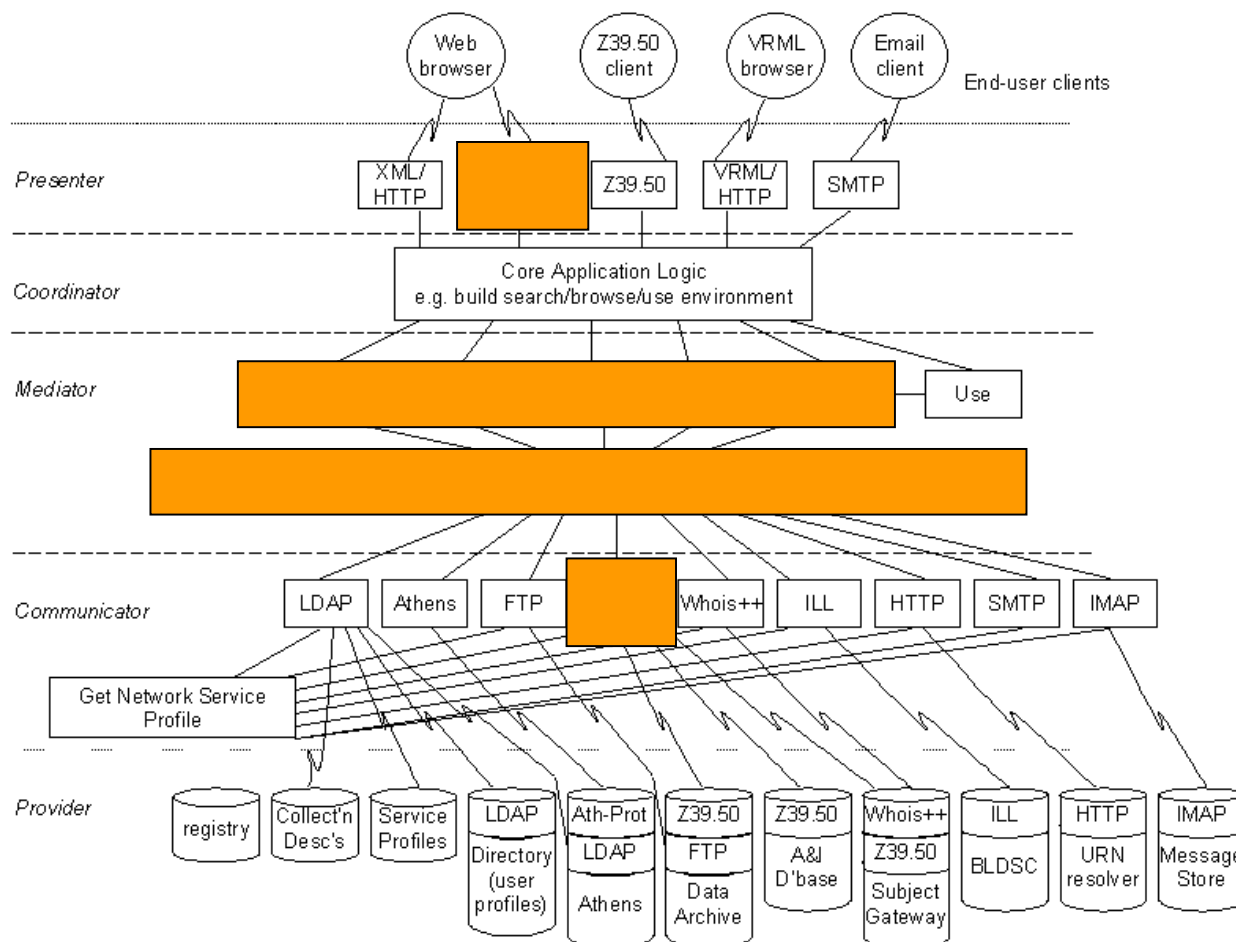 Web
browser
Z39.50
client
VRML
browser
Email
client
End-user clients
Presenter
XML/
HTTP
Z39.50
VRML/
HTTP
SMTP
Coordinator
Core Application Logic
e.g. build search/browse/use environment
Mediator
Use
Communicator
LDAP
Athens
FTP
Whois++
ILL
HTTP
SMTP
IMAP
Get Network Service
Profile
Provider
registry
Collect'n
Desc's
Service
Profiles
LDAP
Directory
(user
profiles)
Ath-Prot
LDAP
Athens
Z39.50
FTP
Data
Archive
Z39.50
A&I
D'base
Whois++
Z39.50
Subject
Gateway
ILL
BLDSC
HTTP
URN
resolver
IMAP
Message
Store